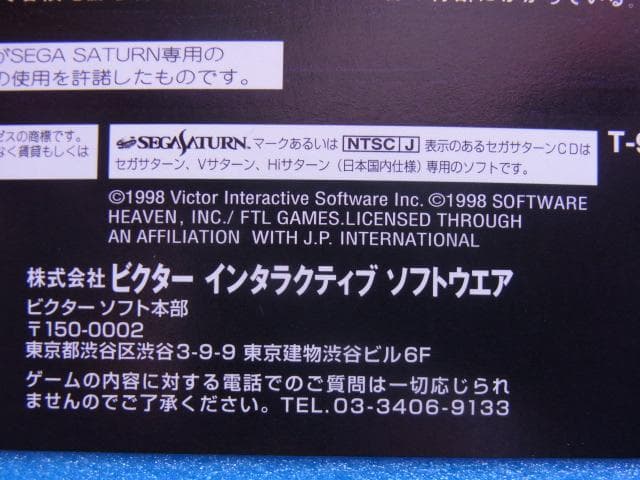 がSEGA SATURN専用の
の使用を許諾したものです。
ビスの商標です。
なく賃貸もしくは
SEGA SATURN. マークあるいは NTSC J 表示のあるセガサターンCDは
セガサターン、Vサターン、Hiサターン（日本国内仕様）専用のソフトです。
T-9
©1998 Victor Interactive Software Inc. ©1998 SOFTWARE
HEAVEN, INC./ FTL GAMES.LICENSED THROUGH
AN AFFILIATION WITH J.P. INTERNATIONAL
株式会社 ビクター インタラクティブ ソフトウエア
ビクターソフト本部
〒150-0002
東京都渋谷区渋谷3-9-9 東京建物渋谷ビル6F
ゲームの内容に対する電話でのご質問は一切応じられ
ませんのでご了承ください。TEL.03-3406-9133